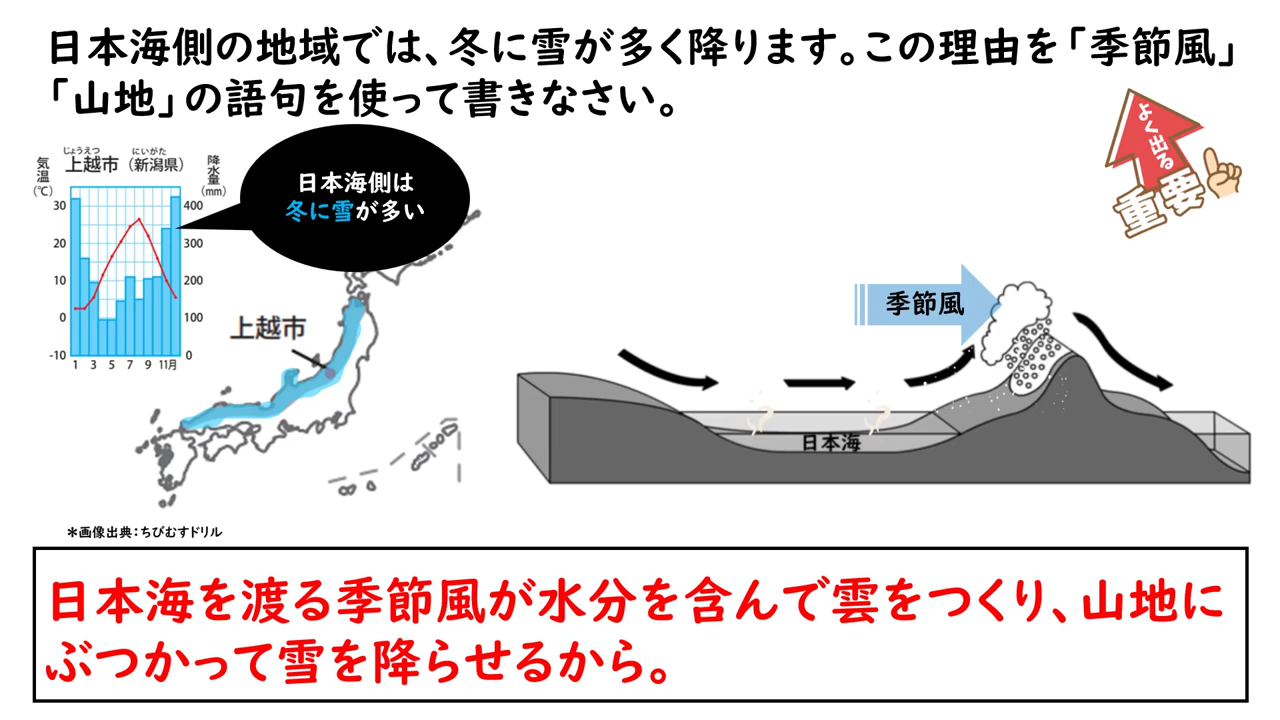 日本海側の地域では、冬に雪が多く降ります。この理由を「季節風」
「山地」の語句を使って書きなさい。
よく出る
重要
じょうえつ にいがた
上越市(新潟県)
気温
(℃)
降水量
(mm)
30
20
10
0
-10
400
300
200
100
0
1 3 5 7 9 11月
日本海側は
冬に雪が多い
上越市
季節風
日本海
*画像出典:ちびむすドリル
日本海を渡る季節風が水分を含んで雲をつくり、山地に
ぶつかって雪を降らせるから。